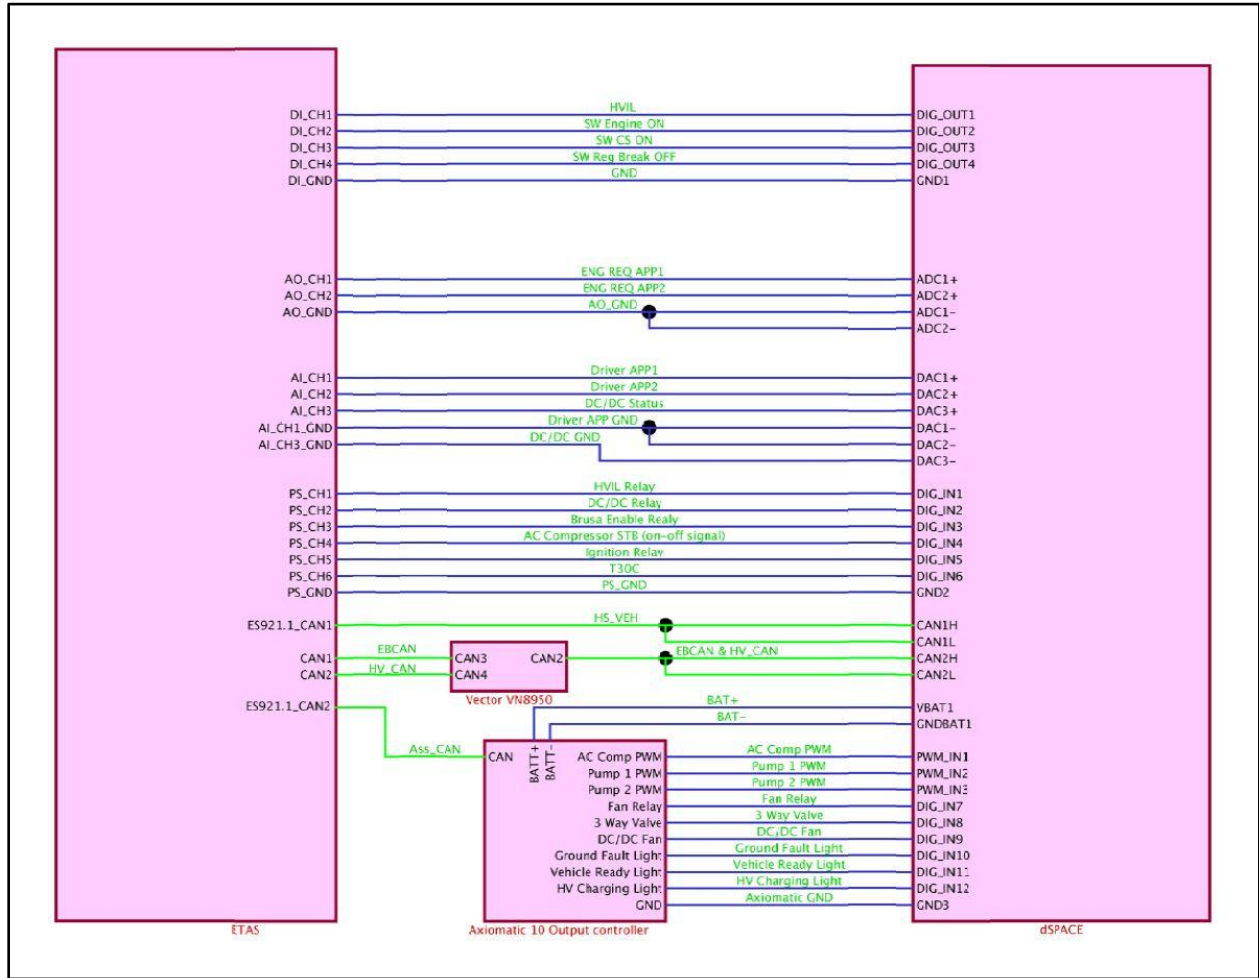 DI_CH1 HVIL DIG_OUT1
DI_CH2 SW Engine ON DIG_OUT2
DI_CH3 SW CS ON DIG_OUT3
DI_CH4 SW Reg Break OFF DIG_OUT4
DI_GND GND GND1
AO_CH1 ENG REQ APP1 ADC1+
AO_CH2 ENG REQ APP2 ADC2+
AO_GND AO_GND ADC1-
ADC2-
AI_CH1 Driver APP1 DAC1+
AI_CH2 Driver APP2 DAC2+
AI_CH3 DC/DC Status DAC3+
AI_CH1_GND Driver APP GND DAC1-
AI_CH3_GND DC/DC GND DAC2-
DAC3-
PS_CH1 HVIL Relay DIG_IN1
PS_CH2 DC/DC Relay DIG_IN2
PS_CH3 Brusa Enable Realy DIG_IN3
PS_CH4 AC Compressor STB (on-off signal) DIG_IN4
PS_CH5 Ignition Relay DIG_IN5
PS_CH6 T30C DIG_IN6
PS_GND PS_GND GND2
ES921.1_CAN1 HS_VEH CAN1H
CAN1L
CAN1 EBCAN CAN3 CAN2 EBCAN & HV_CAN CAN2H
CAN2 HV_CAN CAN4 CAN2L
Vector VN8950
ES921.1_CAN2 BAT+ VBAT1
BAT- GNDBAT1
Ass_CAN CAN BATT+ BATT- AC Comp PWM AC Comp PWM PWM_IN1
Pump 1 PWM Pump 1 PWM PWM_IN2
Pump 2 PWM Pump 2 PWM PWM_IN3
Fan Relay Fan Relay DIG_IN7
3 Way Valve 3 Way Valve DIG_IN8
DC/DC Fan DC/DC Fan DIG_IN9
Ground Fault Light Ground Fault Light DIG_IN10
Vehicle Ready Light Vehicle Ready Light DIG_IN11
HV Charging Light HV Charging Light DIG_IN12
GND Axiomatic GND GND3
ETAS Axiomatic 10 Output controller dSPACE